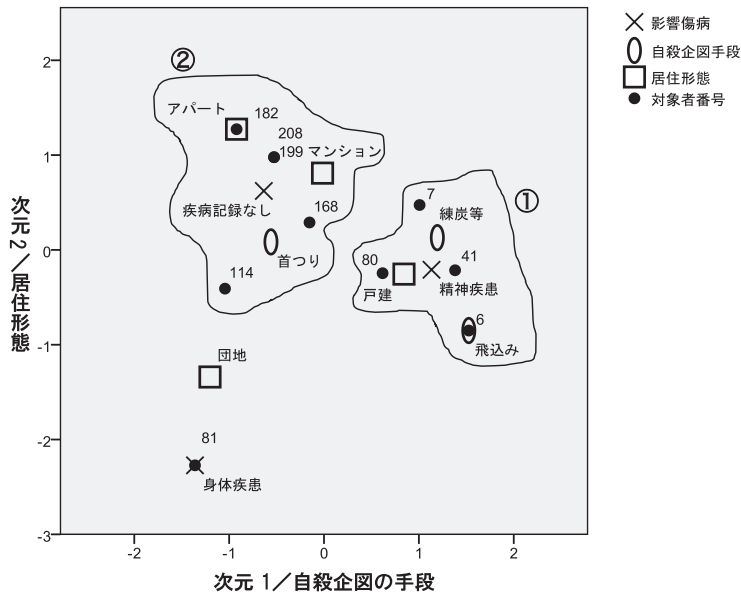 影響傷病
自殺企図手段
居住形態
対象者番号
②
アパート
182
208
199 マンション
疾病記録なし
168
首つり
114
①
7
練炭等
80
41
戸建
精神疾患
6
飛込み
団地
81
身体疾患
2
1
0
-1
-2
-3
-2
-1
0
1
2
次元2／居住形態
次元 1／自殺企図の手段